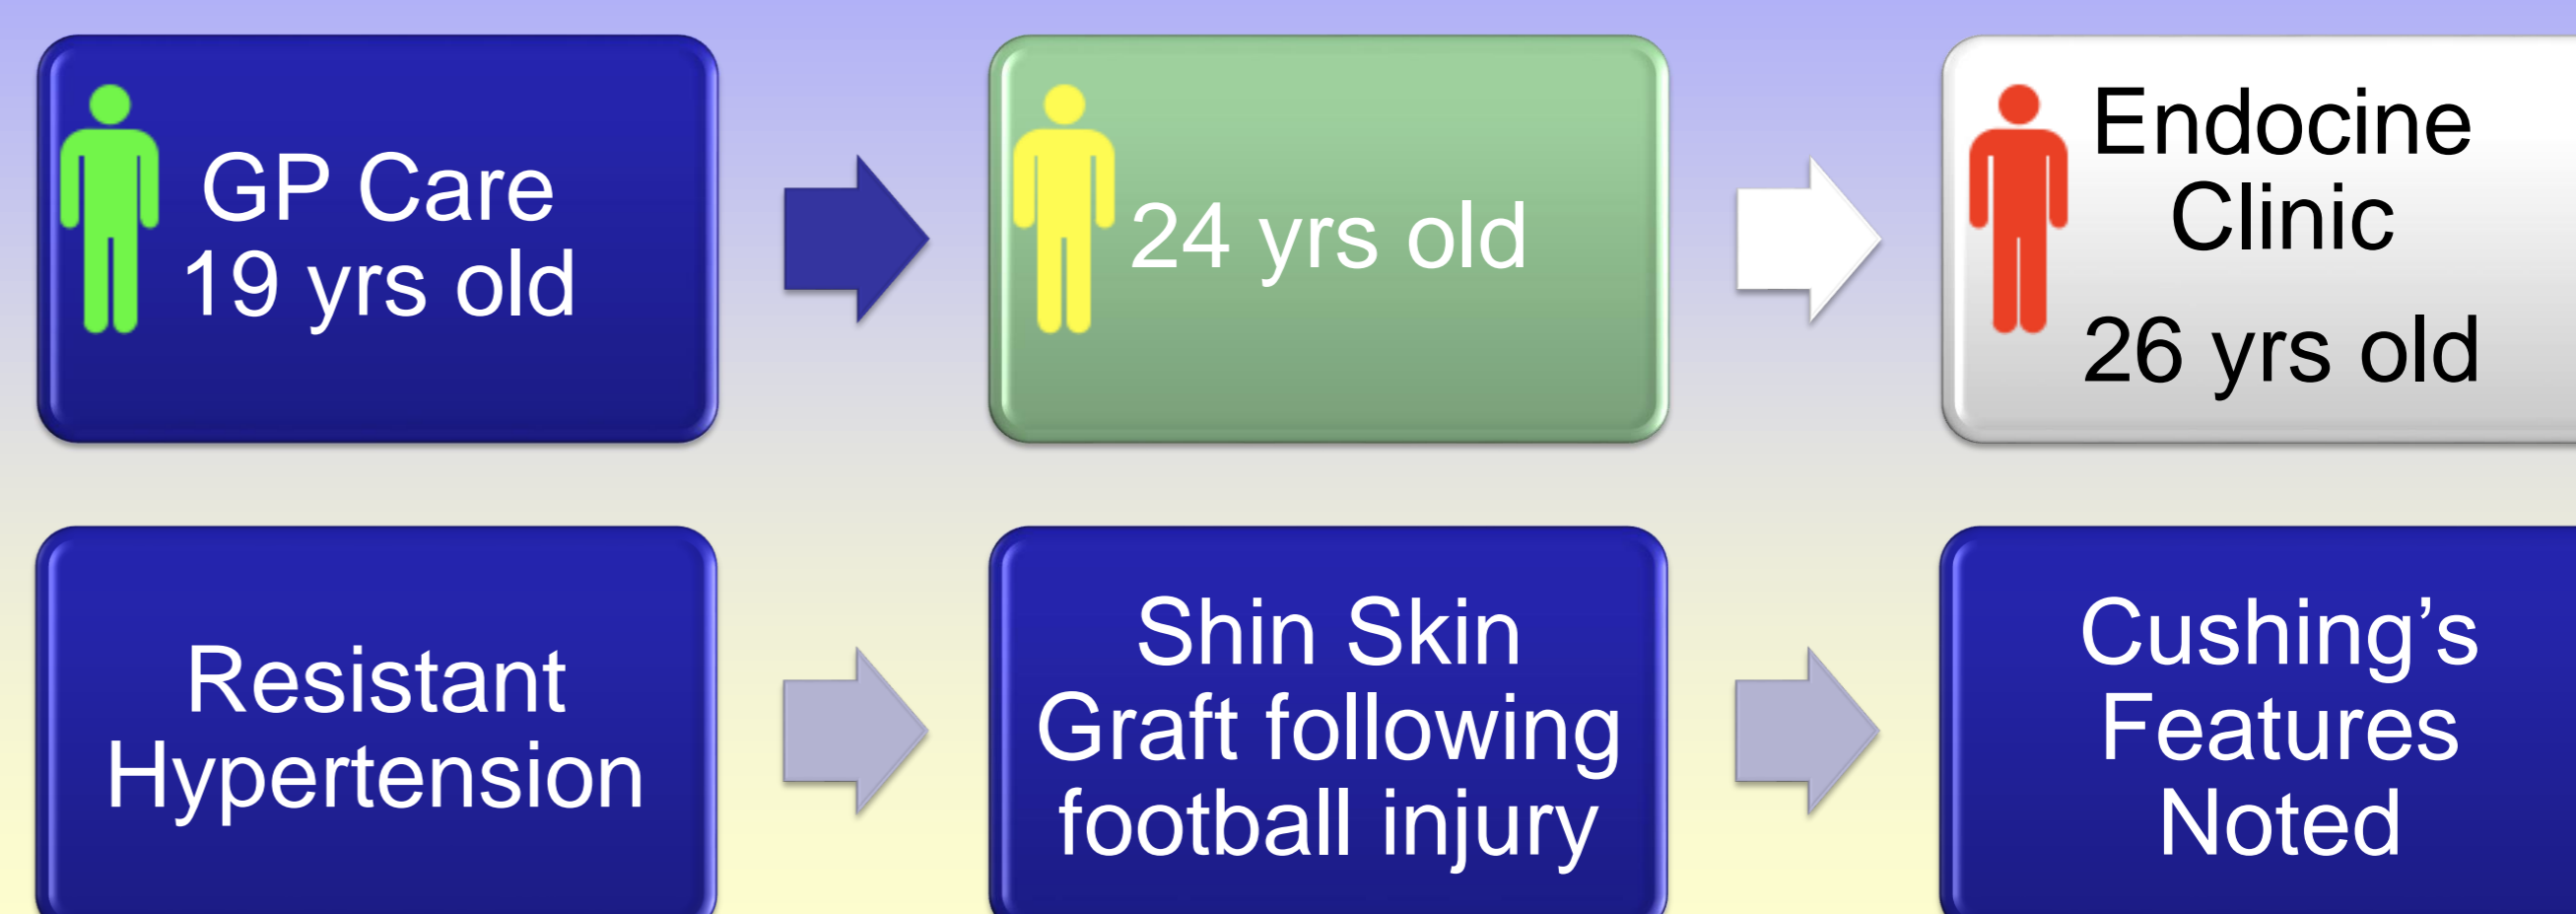 GP Care
19 yrs old
24 yrs old
Endocine
Clinic
26 yrs old
Resistant
Hypertension
Shin Skin
Graft following
football injury
Cushing’s
Features
Noted